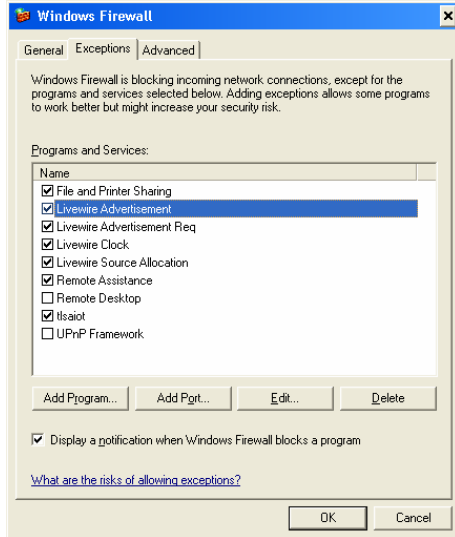 Windows Firewall
General Exceptions Advanced
Windows Firewall is blocking incoming network connections, except for the
programs and services selected below. Adding exceptions allows some programs
to work better but might increase your security risk.
Programs and Services:
Name
File and Printer Sharing
Livewire Advertisement
Livewire Advertisement Req
Livewire Clock
Livewire Source Allocation
Remote Assistance
Remote Desktop
tlsaiot
UPnP Framework
Add Program... Add Port... Edit... Delete
Display a notification when Windows Firewall blocks a program
What are the risks of allowing exceptions?
OK Cancel